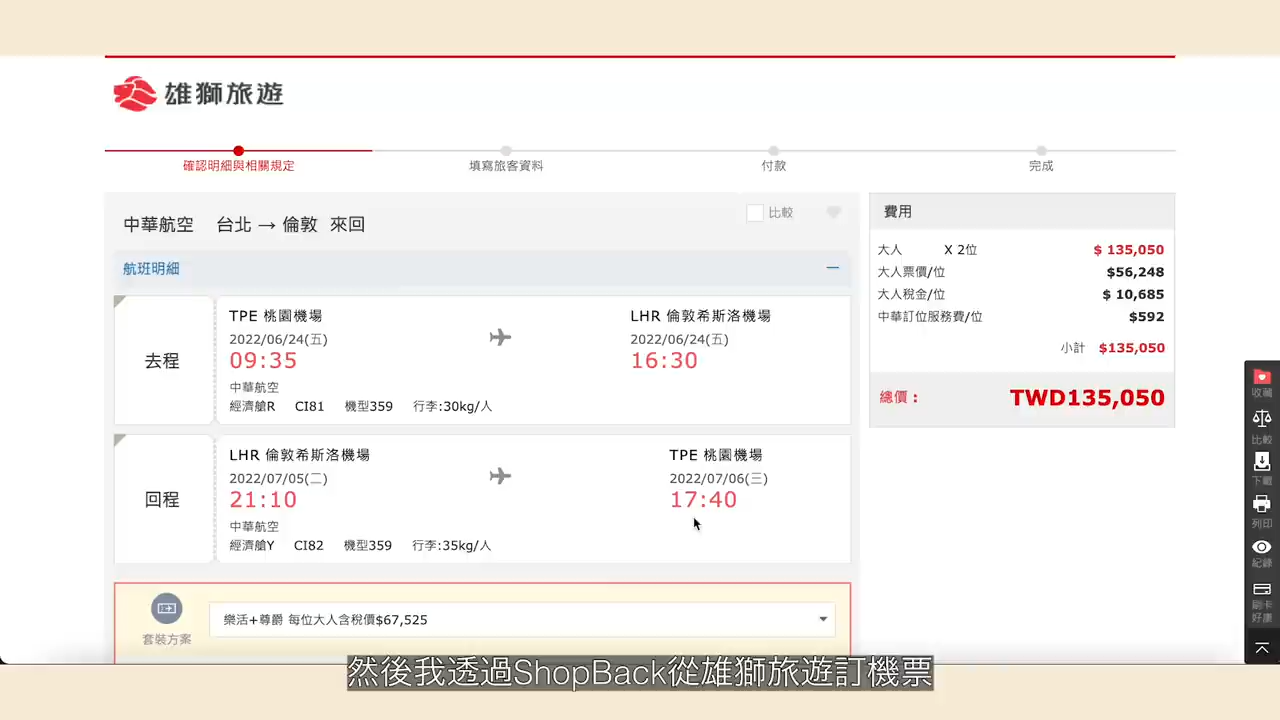 雄獅旅遊
確認明細與相關規定
填寫旅客資料
付款
完成
中華航空 台北 → 倫敦 來回
比較
航班明細
去程
TPE 桃園機場
2022/06/24(五)
09:35
LHR 倫敦希斯洛機場
2022/06/24(五)
16:30
中華航空
經濟艙R CI81 機型359 行李:30kg/人
回程
LHR 倫敦希斯洛機場
2022/07/05(二)
21:10
TPE 桃園機場
2022/07/06(三)
17:40
中華航空
經濟艙Y CI82 機型359 行李:35kg/人
套裝方案
樂活+尊爵 每位大人含稅價$67,525
費用
大人 X 2位 $ 135,050
大人票價/位 $56,248
大人稅金/位 $ 10,685
中華訂位服務費/位 $592
小計 $135,050
總價： TWD135,050
收藏
比較
下載
列印
紀錄
刷卡
好康
然後我透過ShopBack從雄獅旅遊訂機票